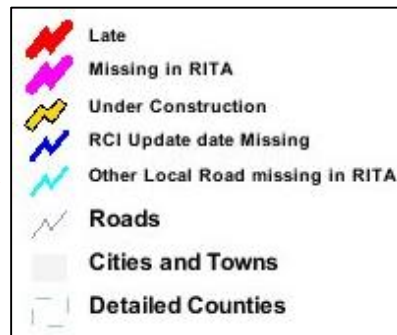 Late
Missing in RITA
Under Construction
RCI Update date Missing
Other Local Road missing in RITA
Roads
Cities and Towns
Detailed Counties